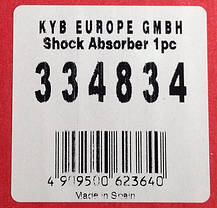 KYB EUROPE GMBH
Shock Absorber 1pc
334834
4 909500 623640
Made in Spain